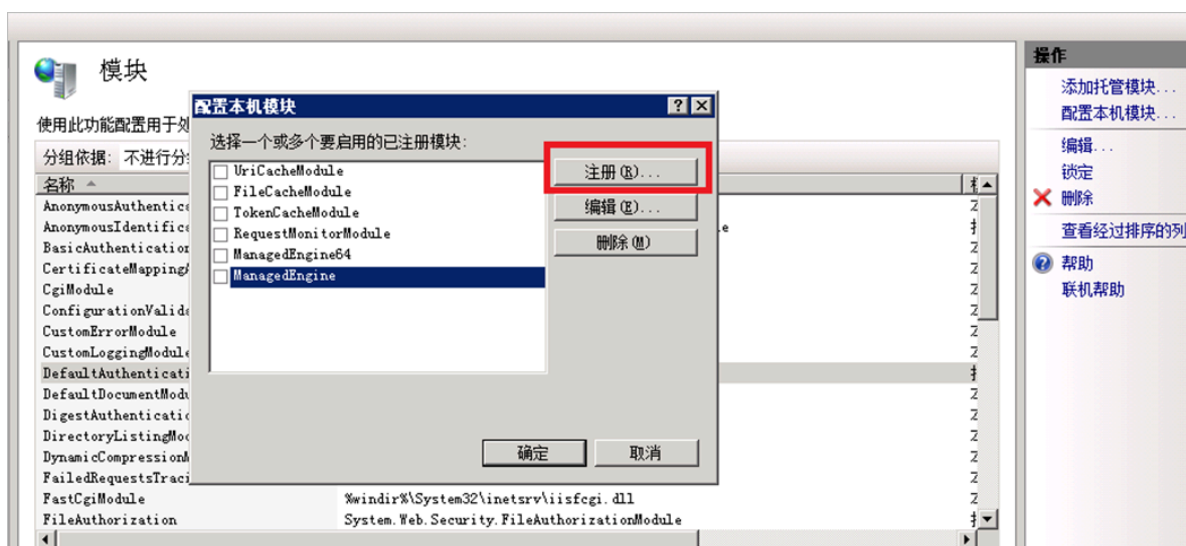 模块
操作
添加托管模块...
配置本机模块...
编辑...
锁定
删除
查看经过排序的列
帮助
联机帮助
使用此功能配置用于处
分组依据: 不进行分
名称
AnonymousAuthentic
AnonymousIdentific
BasicAuthentication
CertificateMapping
CgiModule
ConfigurationValid
CustomErrorModule
CustomLoggingModule
DefaultAuthenticati
DefaultDocumentModu
DigestAuthenticatio
DirectoryListingMo
DynamicCompression
FailedRequestsTraci
FastCgiModule %windir%\System32\inetsrv\iisfcgi.dll
FileAuthorization System.Web.Security.FileAuthorizationModule
配置本机模块
选择一个或多个要启用的已注册模块:
UriCacheModule
FileCacheModule
TokenCacheModule
RequestMonitorModule
ManagedEngine64
ManagedEngine
注册(R)...
编辑(E)...
删除(M)
确定
取消